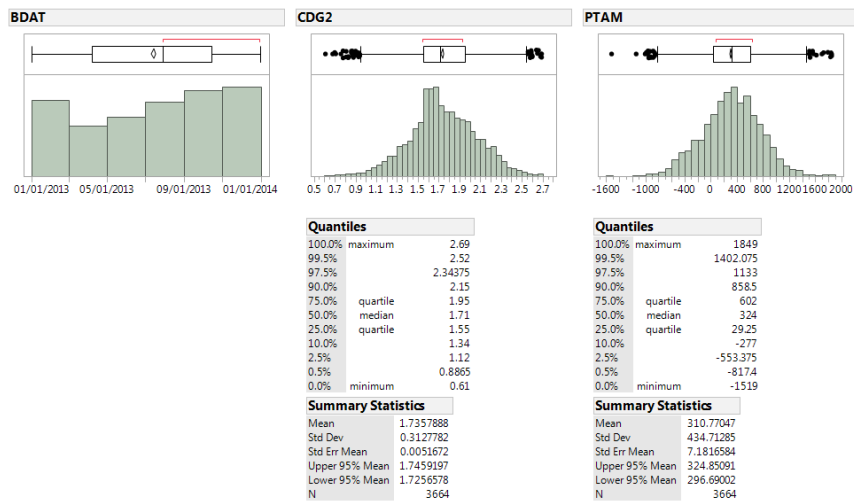 BDAT
CDG2
PTAM
01/01/2013 05/01/2013 09/01/2013 01/01/2014
0.5 0.7 0.9 1.1 1.3 1.5 1.7 1.9 2.1 2.3 2.5 2.7
-1600 -1000 -400 0 400 800 1200 1600 2000
Quantiles
100.0% maximum 2.69
99.5% 2.52
97.5% 2.34375
90.0% 2.15
75.0% quartile 1.95
50.0% median 1.71
25.0% quartile 1.55
10.0% 1.34
2.5% 1.12
0.5% 0.8865
0.0% minimum 0.61
Summary Statistics
Mean 1.7357888
Std Dev 0.3127782
Std Err Mean 0.0051672
Upper 95% Mean 1.7459197
Lower 95% Mean 1.7256578
N 3664
Quantiles
100.0% maximum 1849
99.5% 1402.075
97.5% 1133
90.0% 858.5
75.0% quartile 602
50.0% median 324
25.0% quartile 29.25
10.0% -277
2.5% -553.375
0.5% -817.4
0.0% minimum -1519
Summary Statistics
Mean 310.77047
Std Dev 434.71285
Std Err Mean 7.1816584
Upper 95% Mean 324.85091
Lower 95% Mean 296.69002
N 3664